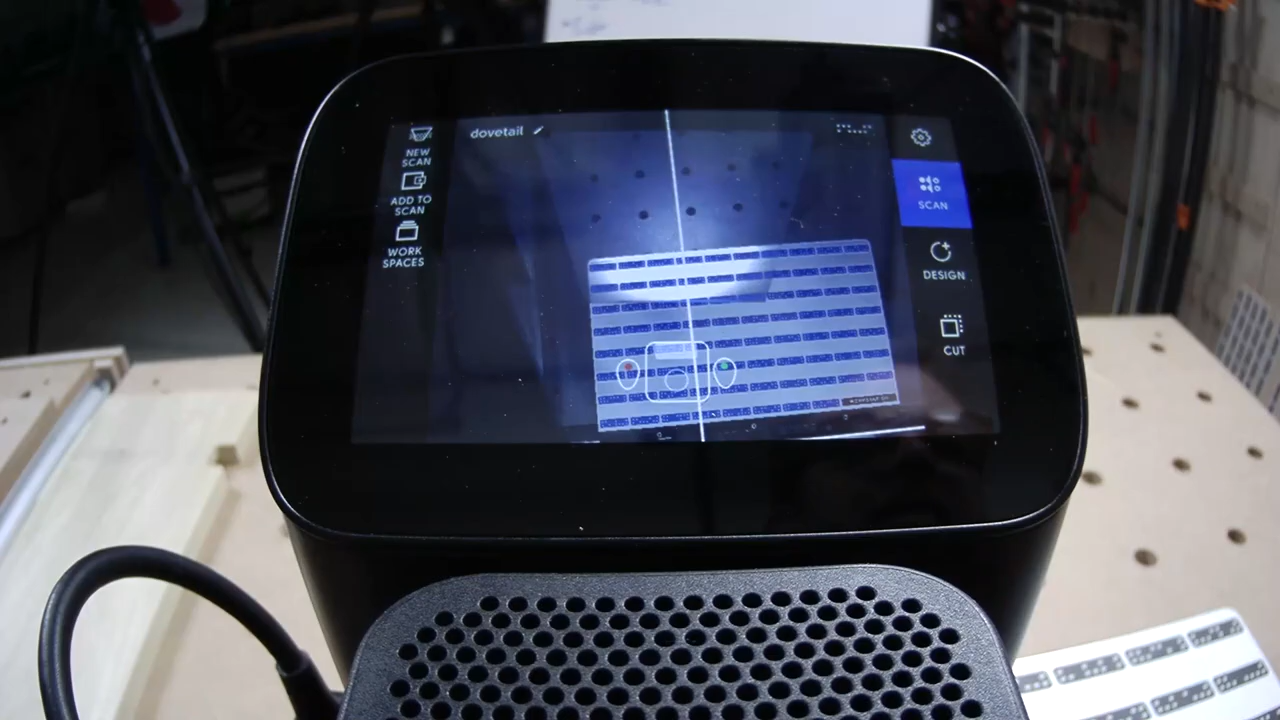 dovetail
NEW
SCAN
ADD TO
SCAN
WORK
SPACES
SCAN
DESIGN
CUT